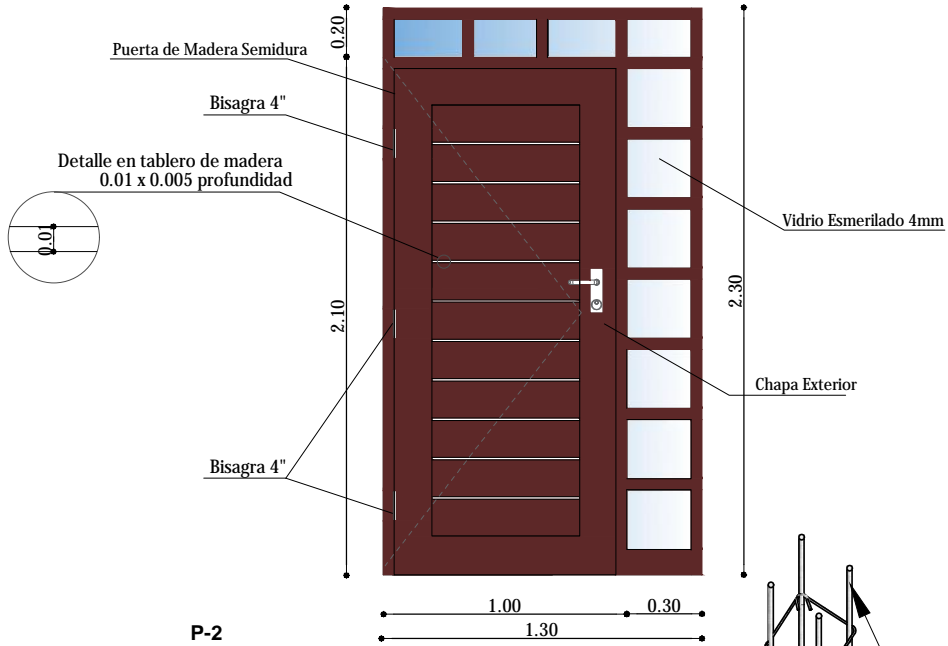 0.20
Puerta de Madera Semidura
Bisagra 4"
Detalle en tablero de madera
0.01 x 0.005 profundidad
0.01
Vidrio Esmerilado 4mm
2.10
2.30
Chapa Exterior
Bisagra 4"
1.00
0.30
1.30
P-2